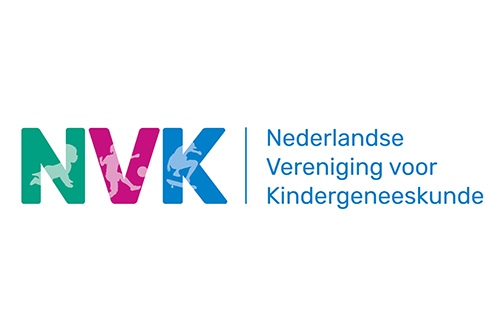 NVK
Nederlandse
Vereniging voor
Kindergeneeskunde